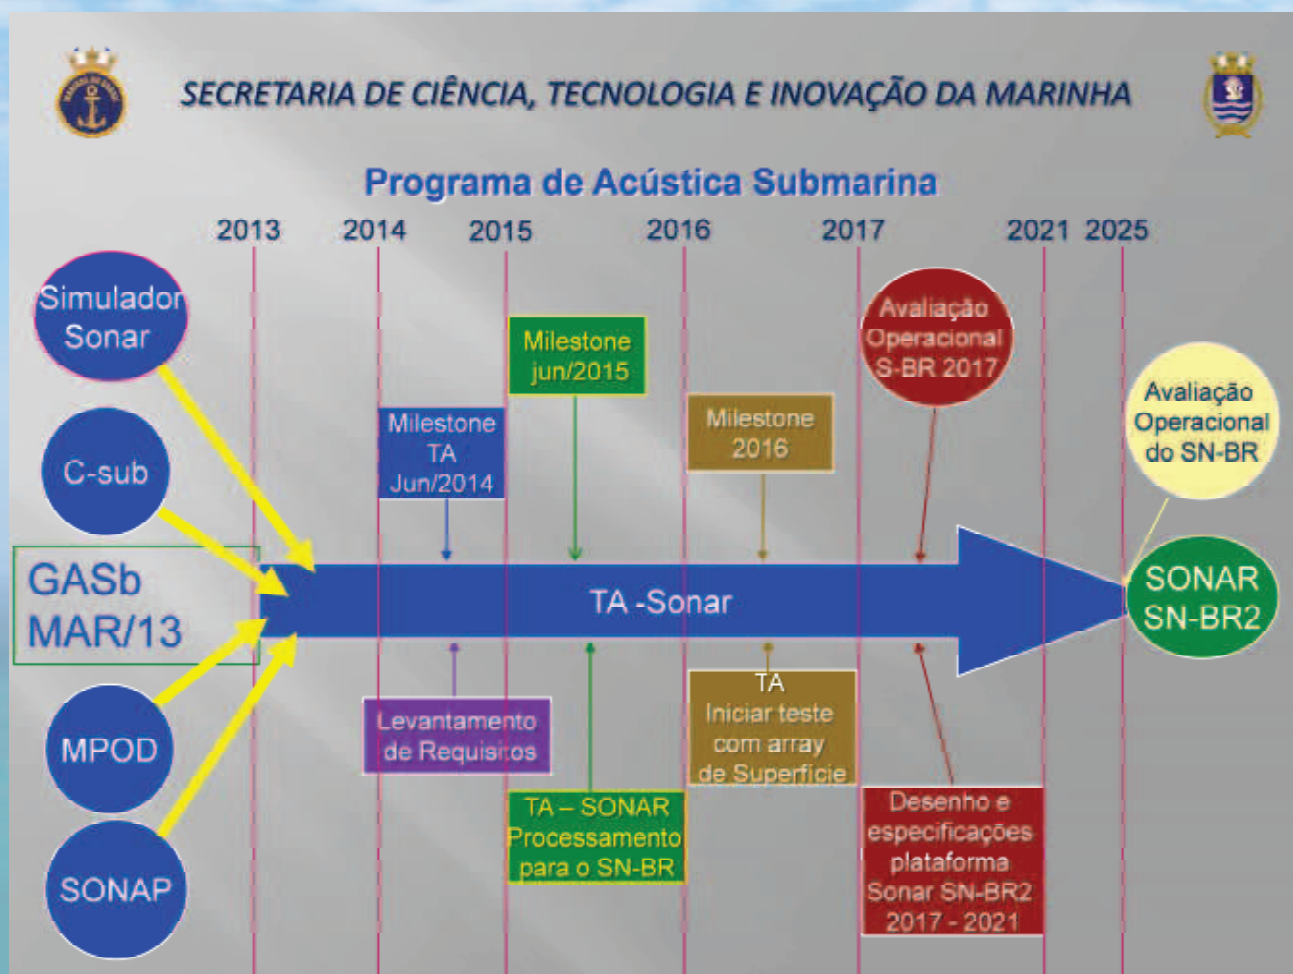 SECRETARIA DE CIÊNCIA, TECNOLOGIA E INOVAÇÃO DA MARINHA
Programa de Acústica Submarina
2013
2014
2015
2016
2017
2021
2025
Simulador
Sonar
C-sub
GASb
MAR/13
MPOD
SONAP
Milestone
TA
Jun/2014
Milestone
jun/2015
Milestone
2016
Avaliação
Operacional
S-BR 2017
Avaliação
Operacional
do SN-BR
TA -Sonar
SONAR
SN-BR2
Levantamento
de Requisitos
TA – SONAR
Processamento
para o SN-BR
TA
Iniciar teste
com array
de Superfície
Desenho e
especificações
plataforma
Sonar SN-BR2
2017 - 2021